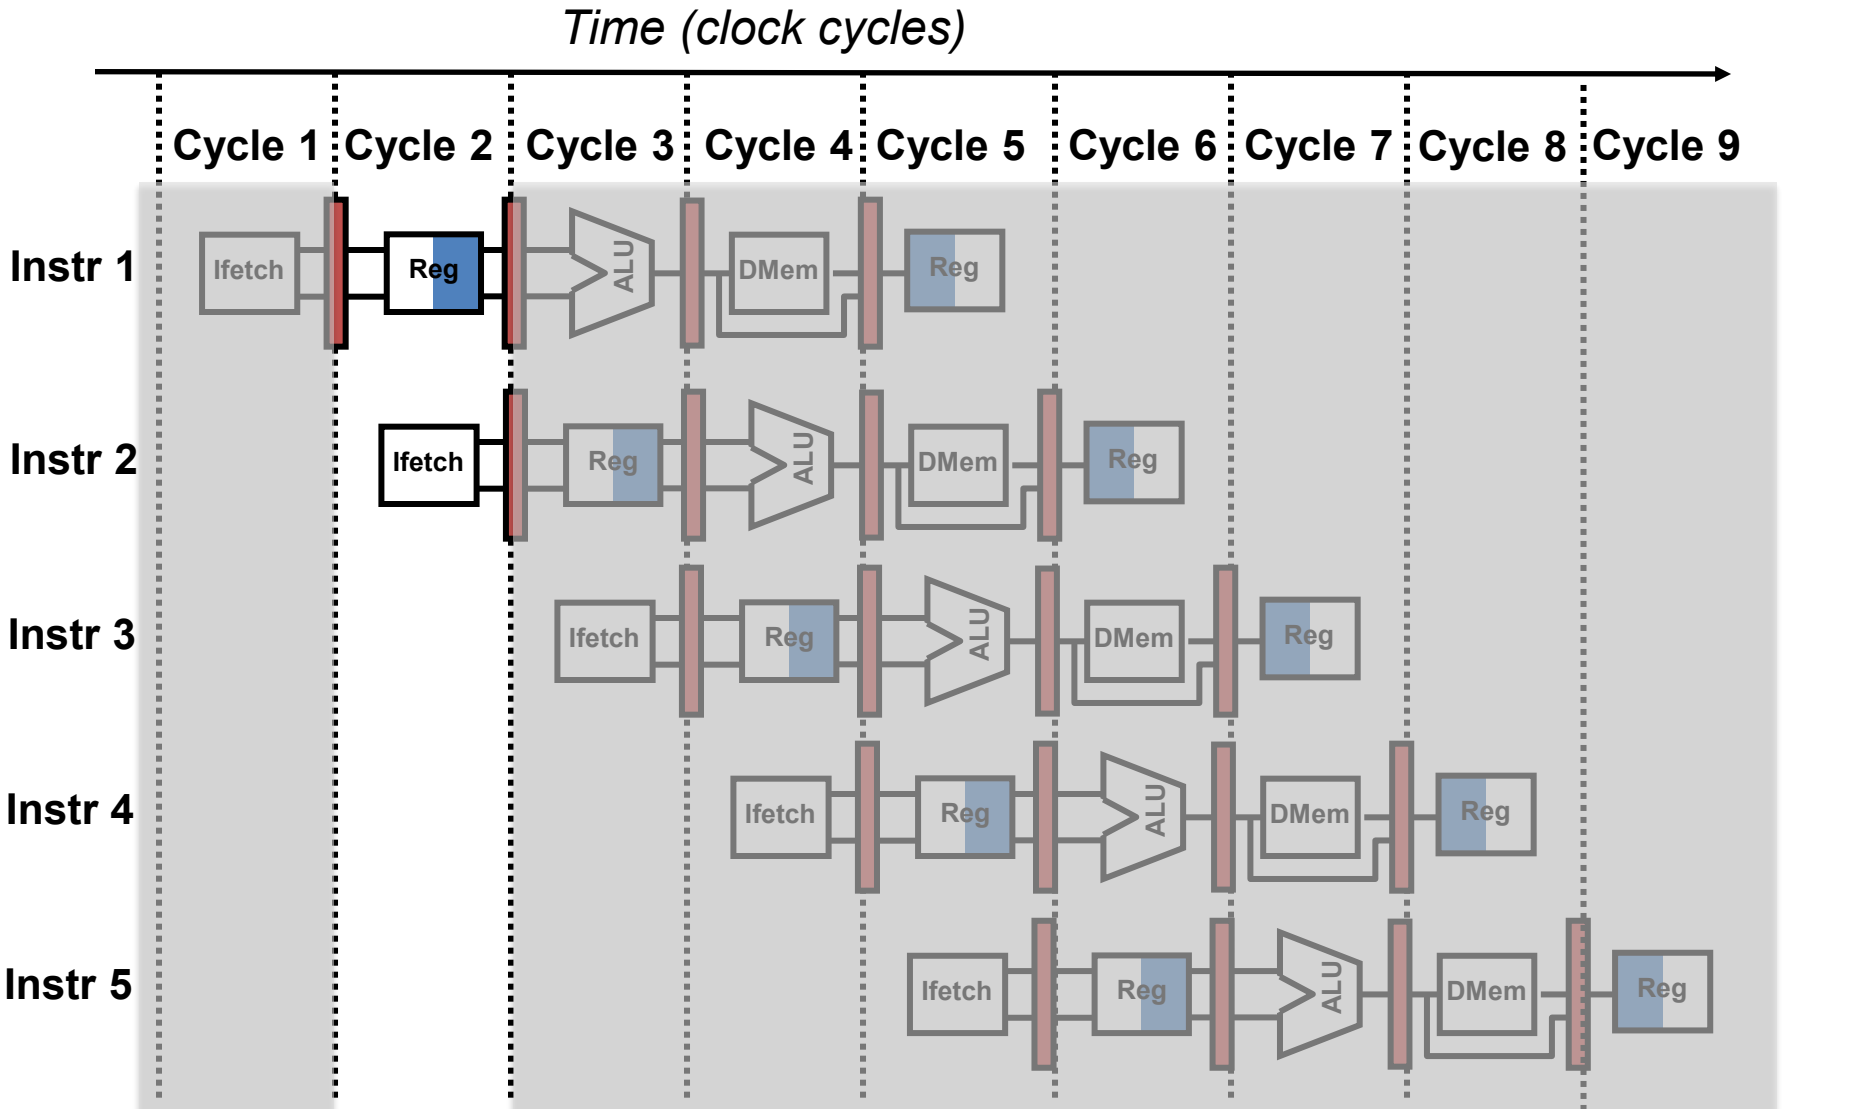 Time (clock cycles)
Cycle 1 Cycle 2 Cycle 3 Cycle 4 Cycle 5 Cycle 6 Cycle 7 Cycle 8 Cycle 9
Instr 1 Ifetch Reg ALU DMem Reg
Instr 2 Ifetch Reg ALU DMem Reg
Instr 3 Ifetch Reg ALU DMem Reg
Instr 4 Ifetch Reg ALU DMem Reg
Instr 5 Ifetch Reg ALU DMem Reg